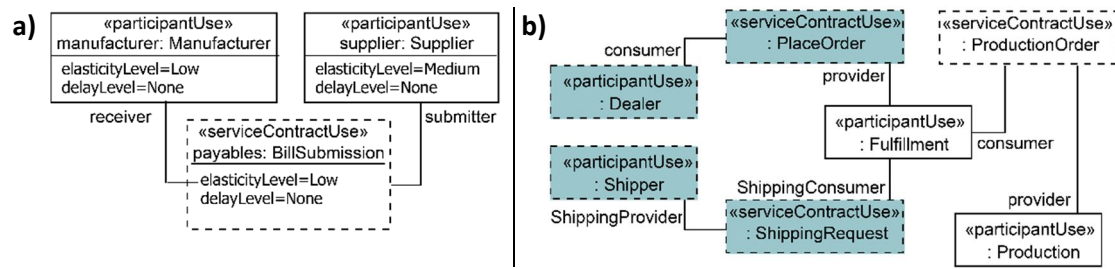 a)
«participantUse»
manufacturer: Manufacturer
elasticityLevel=Low
delayLevel=None
«participantUse»
supplier: Supplier
elasticityLevel=Medium
delayLevel=None
receiver
submitter
«serviceContractUse»
payables: BillSubmission
elasticityLevel=Low
delayLevel=None
b)
consumer
«serviceContractUse»
: PlaceOrder
«serviceContractUse»
: ProductionOrder
«participantUse»
: Dealer
provider
«participantUse»
: Fulfillment
consumer
«participantUse»
: Shipper
ShippingConsumer
ShippingProvider
«serviceContractUse»
: ShippingRequest
provider
«participantUse»
: Production